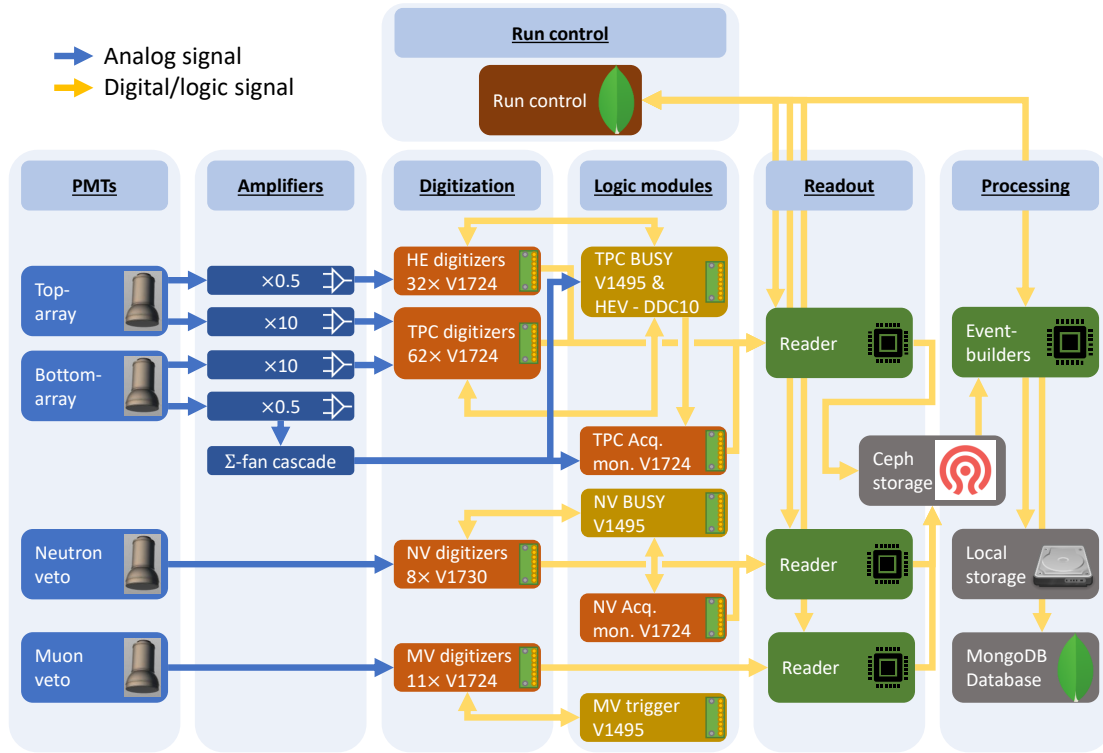 Analog signal
Digital/logic signal
Run control
Run control
PMTs
Amplifiers
Digitization
Logic modules
Readout
Processing
Top-
array
Bottom-
array
Neutron
veto
Muon
veto
×0.5
×10
×10
×0.5
Σ-fan cascade
HE digitizers
32× V1724
TPC digitizers
62× V1724
NV digitizers
8× V1730
MV digitizers
11× V1724
TPC BUSY
V1495 &
HEV - DDC10
TPC Acq.
mon. V1724
NV BUSY
V1495
NV Acq.
mon. V1724
MV trigger
V1495
Reader
Reader
Reader
Event-
builders
Ceph
storage
Local
storage
MongoDB
Database